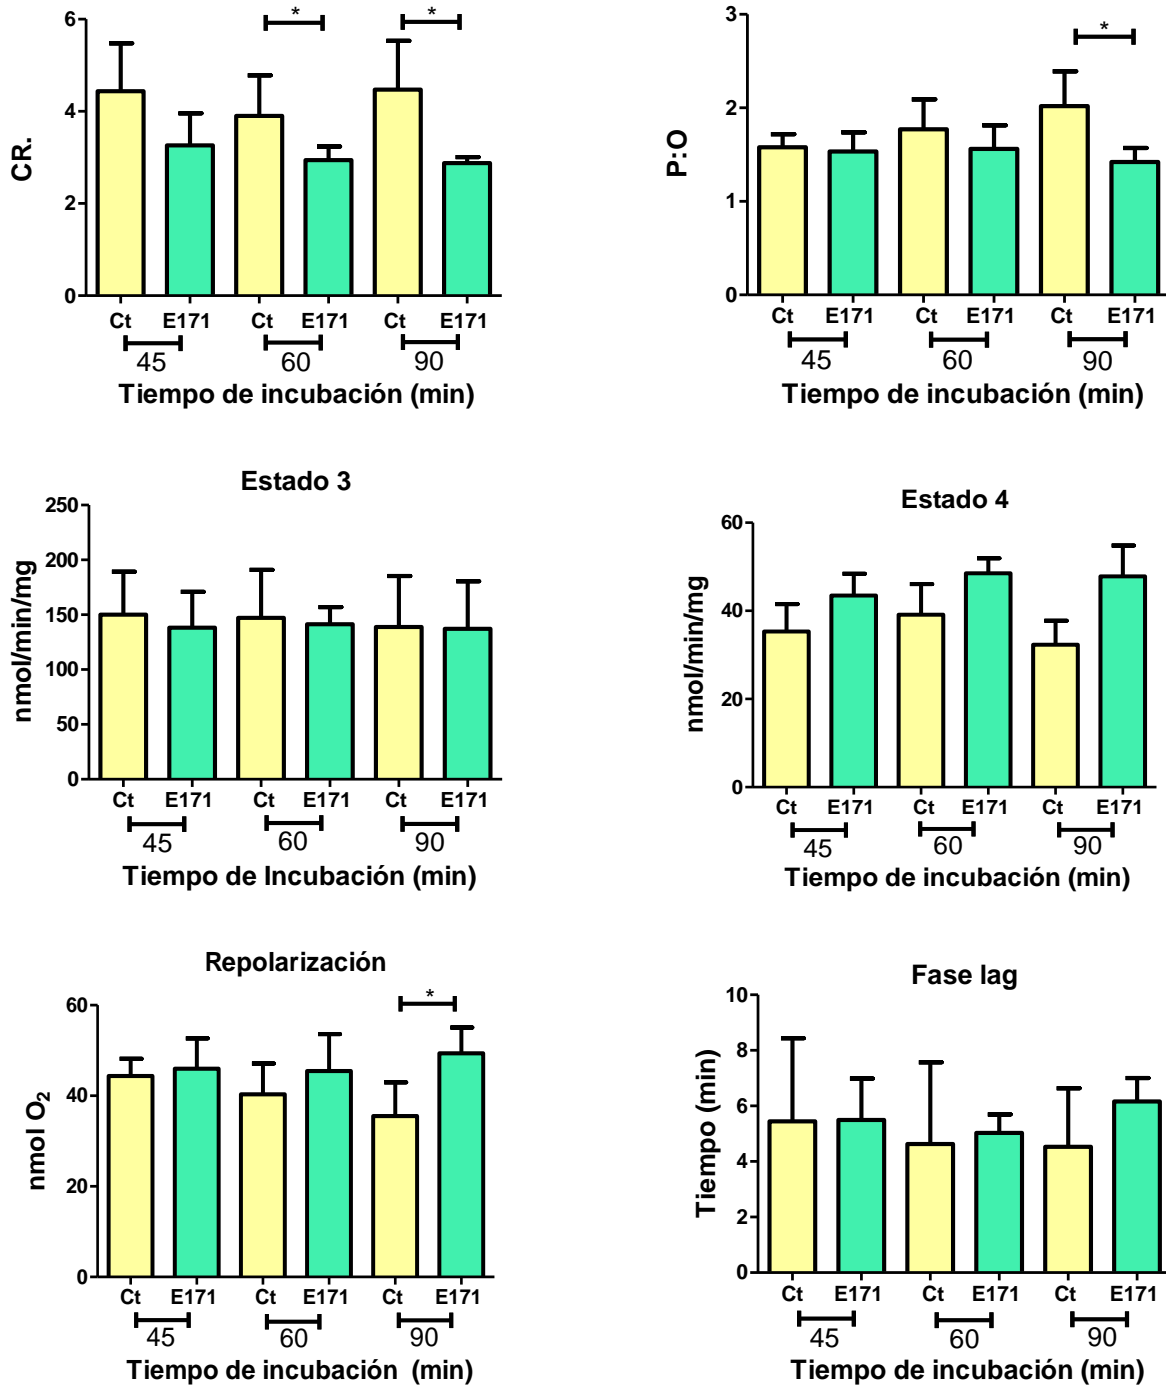 6
*
*
4
CR.
2
0
Ct E171 Ct E171 Ct E171
45 60 90
Tiempo de incubación (min)
3
*
2
P:O
1
0
Ct E171 Ct E171 Ct E171
45 60 90
Tiempo de incubación (min)
Estado 3
250
200
150
nmol/min/mg
100
50
0
Ct E171 Ct E171 Ct E171
45 60 90
Tiempo de Incubación (min)
Estado 4
60
40
nmol/min/mg
20
0
Ct E171 Ct E171 Ct E171
45 60 90
Tiempo de incubación (min)
Repolarización
60
*
40
nmol O₂
20
0
Ct E171 Ct E171 Ct E171
45 60 90
Tiempo de incubación (min)
Fase lag
10
8
6
Tiempo (min)
4
2
0
Ct E171 Ct E171 Ct E171
45 60 90
Tiempo de incubación (min)